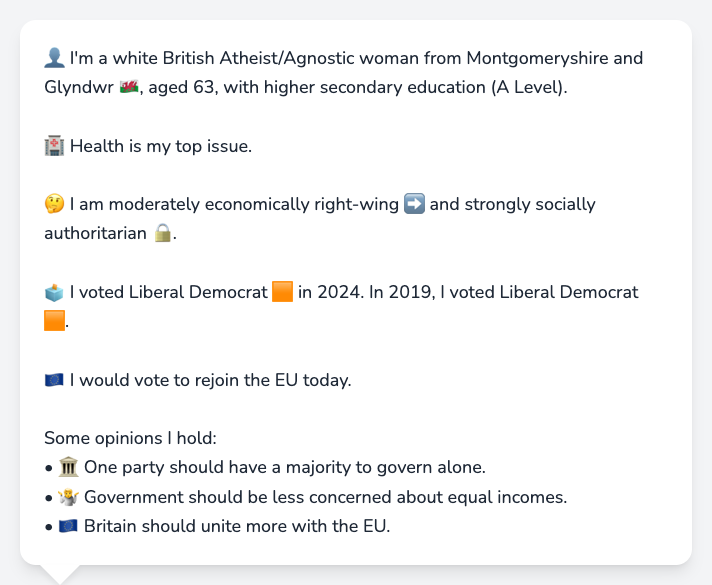 👤 I'm a white British Atheist/Agnostic woman from Montgomeryshire and
Glyndwr 🏴󠁧󠁢󠁷󠁬󠁳󠁿, aged 63, with higher secondary education (A Level).
🏥 Health is my top issue.
🤔 I am moderately economically right-wing ➡️ and strongly socially
authoritarian 🔒.
🗳️ I voted Liberal Democrat 🟧 in 2024. In 2019, I voted Liberal Democrat
🟧.
🇪🇺 I would vote to rejoin the EU today.
Some opinions I hold:
• 🏛️ One party should have a majority to govern alone.
• 🤷 Government should be less concerned about equal incomes.
• 🇪🇺 Britain should unite more with the EU.